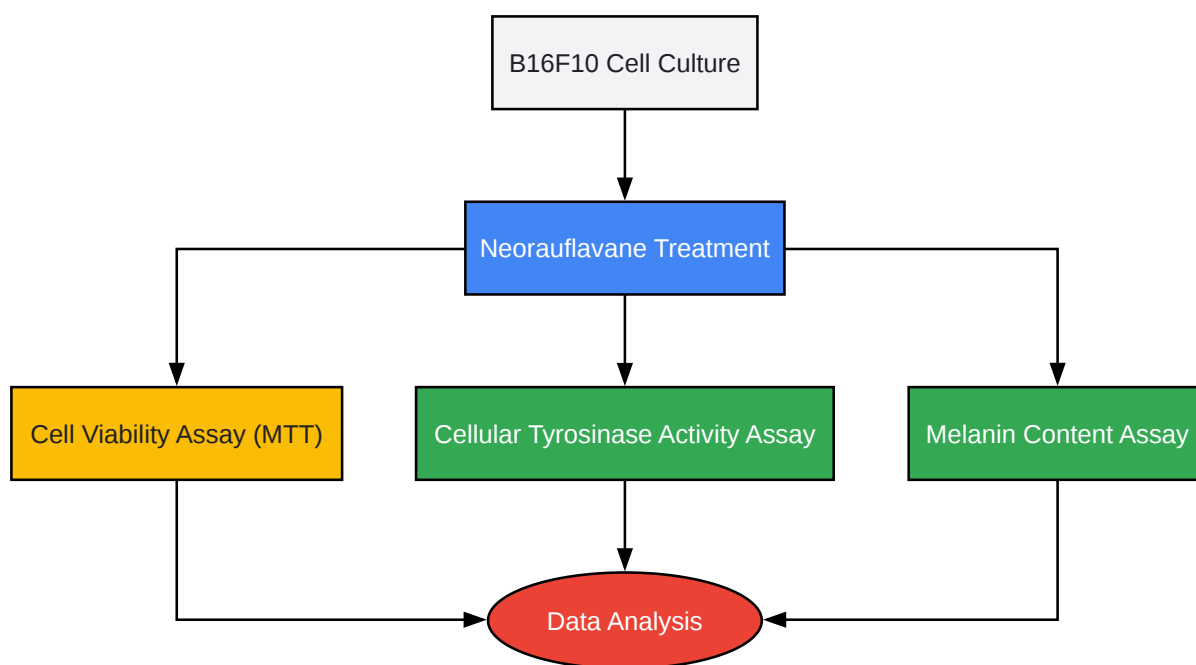 B16F10 Cell Culture
Neorauflavane Treatment
Cell Viability Assay (MTT)
Cellular Tyrosinase Activity Assay
Melanin Content Assay
Data Analysis